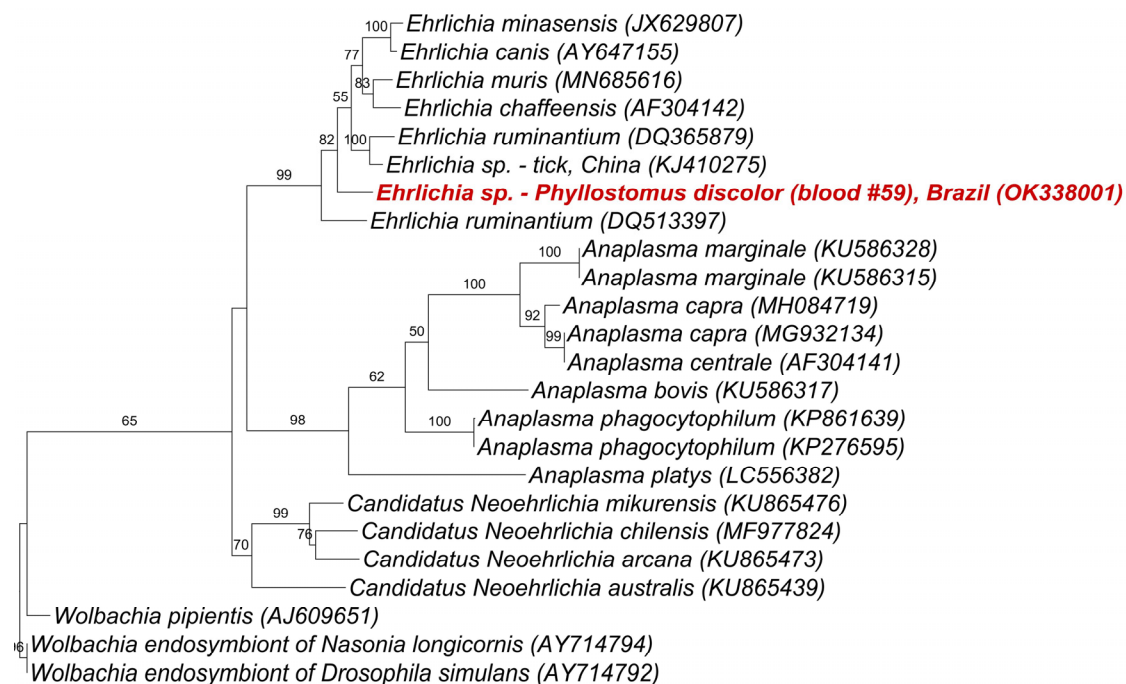 100 Ehrlichia minasensis (JX629807)
Ehrlichia canis (AY647155)
77
Ehrlichia muris (MN685616)
83
Ehrlichia chaffeensis (AF304142)
55
Ehrlichia ruminantium (DQ365879)
82 100
Ehrlichia sp. - tick, China (KJ410275)
99
Ehrlichia sp. - Phyllostomus discolor (blood #59), Brazil (OK338001)
Ehrlichia ruminantium (DQ513397)
Anaplasma marginale (KU586328)
100
Anaplasma marginale (KU586315)
100
Anaplasma capra (MH084719)
92
Anaplasma capra (MG932134)
50 99
Anaplasma centrale (AF304141)
62
Anaplasma bovis (KU586317)
Anaplasma phagocytophilum (KP861639)
65 98 100
Anaplasma phagocytophilum (KP276595)
Anaplasma platys (LC556382)
Candidatus Neoehrlichia mikurensis (KU865476)
99
Candidatus Neoehrlichia chilensis (MF977824)
76
70
Candidatus Neoehrlichia arcana (KU865473)
Candidatus Neoehrlichia australis (KU865439)
Wolbachia pipientis (AJ609651)
Wolbachia endosymbiont of Nasonia longicornis (AY714794)
Wolbachia endosymbiont of Drosophila simulans (AY714792)